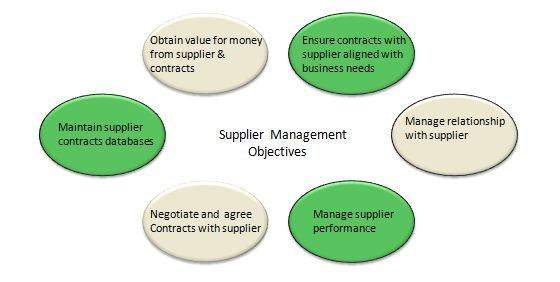 Obtain value for money
from supplier &
contracts
Ensure contracts with
supplier aligned with
business needs
Maintain supplier
contracts databases
Supplier Management
Objectives
Manage relationship
with supplier
Negotiate and agree
Contracts with supplier
Manage supplier
performance